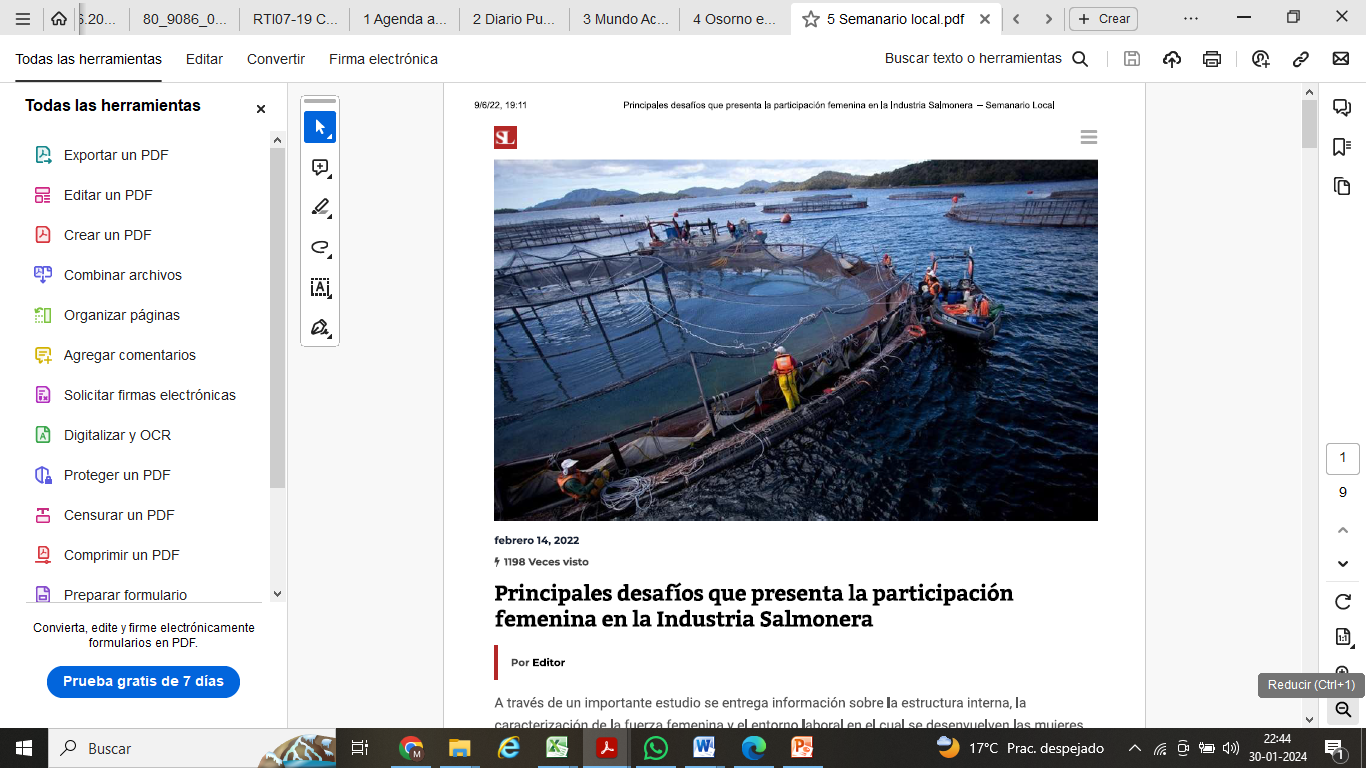 6.20...
80_9086_0...
RTI07-19 C...
1 Agenda a...
2 Diario Pu...
3 Mundo Ac...
4 Osorno e...
5 Semanario local.pdf
Crear
Todas las herramientas
Editar
Convertir
Firma electrónica
Buscar texto o herramientas
Todas las herramientas
Exportar un PDF
Editar un PDF
Crear un PDF
Combinar archivos
Organizar páginas
Agregar comentarios
Solicitar firmas electrónicas
Digitalizar y OCR
Proteger un PDF
Censurar un PDF
Comprimir un PDF
Preparar formulario
Convierta, edite y firme electrónicamente
formularios en PDF.
Prueba gratis de 7 días
9/6/22, 19:11
Principales desafíos que presenta la participación femenina en la Industria Salmonera – Semanario Local
SL
febrero 14, 2022
1198 Veces visto
Principales desafíos que presenta la participación
femenina en la Industria Salmonera
Por Editor
A través de un importante estudio se entrega información sobre la estructura interna, la
caracterización de la fuerza femenina y el entorno laboral en el cual se desenvuelven las mujeres
1
9
1:1
Reducir (Ctrl+1)
Buscar
17°C Prac. despejado
22:44
30-01-2024
1